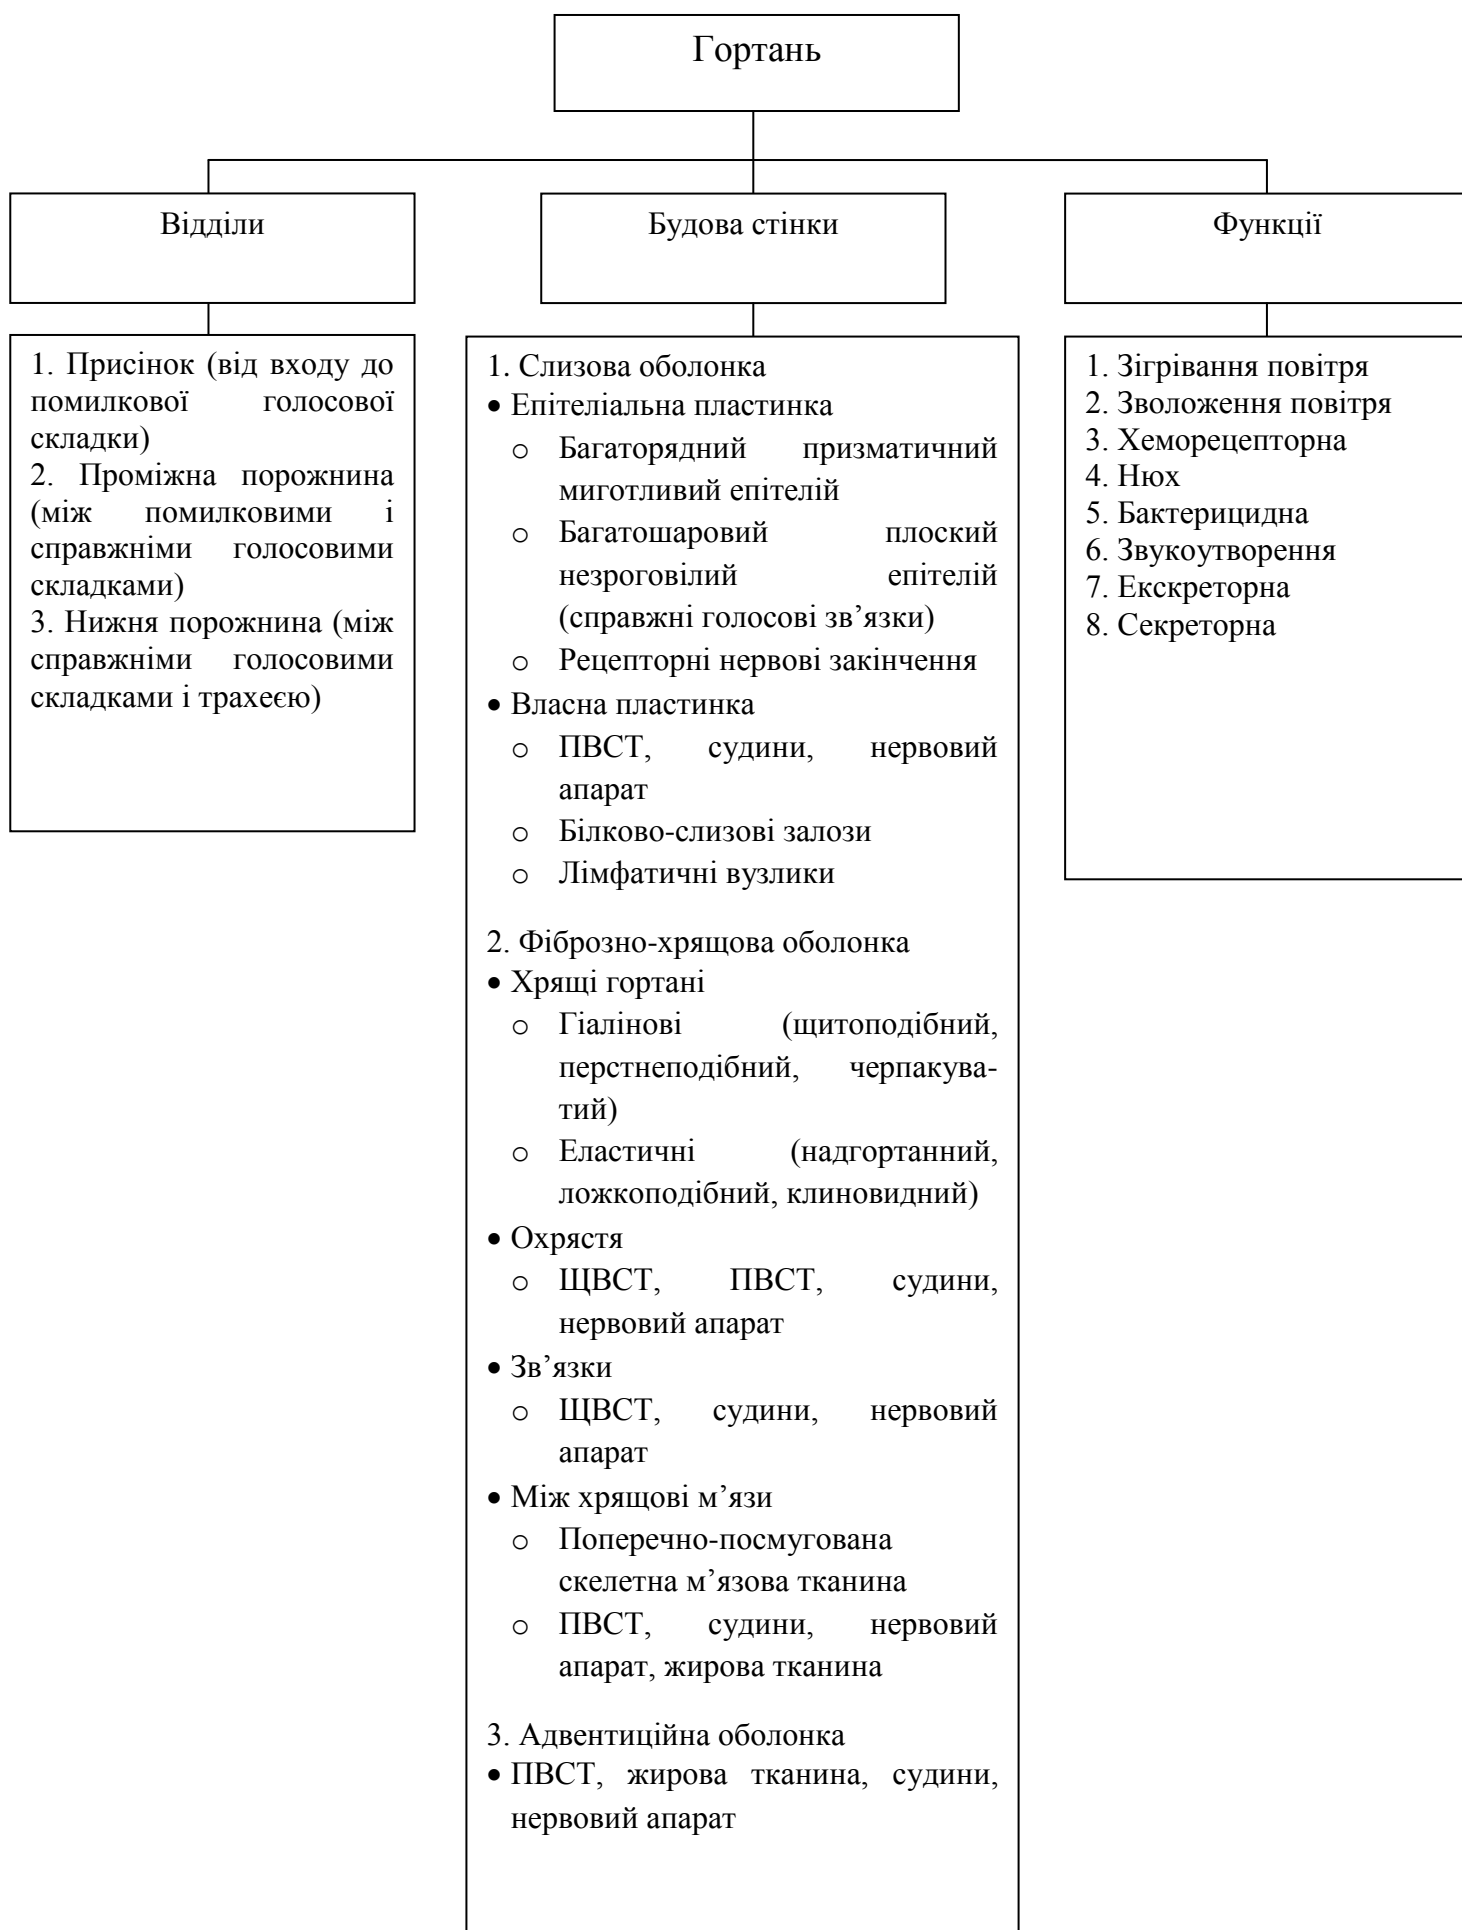 Гортань
Відділи
Будова стінки
Функції
1. Присінок (від входу до
помилкової голосової
складки)
2. Проміжна порожнина
(між помилковими і
справжніми голосовими
складками)
3. Нижня порожнина (між
справжніми голосовими
складками і трахеєю)
1. Слизова оболонка
• Епітеліальна пластинка
o Багаторядний призматичний
миготливий епітелій
o Багатошаровий плоский
незроговілий епітелій
(справжні голосові зв’язки)
o Рецепторні нервові закінчення
• Власна пластинка
o ПВСТ, судини, нервовий
апарат
o Білково-слизові залози
o Лімфатичні вузлики
2. Фіброзно-хрящова оболонка
• Хрящі гортані
o Гіалінові (щитоподібний,
перстнеподібний, черпакува-
тий)
o Еластичні (надгортанний,
ложкоподібний, клиновидний)
• Охрястя
o ЩВСТ, ПВСТ, судини,
нервовий апарат
• Зв’язки
o ЩВСТ, судини, нервовий
апарат
• Між хрящові м’язи
o Поперечно-посмугована
скелетна м’язова тканина
o ПВСТ, судини, нервовий
апарат, жирова тканина
3. Адвентиційна оболонка
• ПВСТ, жирова тканина, судини,
нервовий апарат
1. Зігрівання повітря
2. Зволоження повітря
3. Хеморецепторна
4. Нюх
5. Бактерицидна
6. Звукоутворення
7. Екскреторна
8. Секреторна